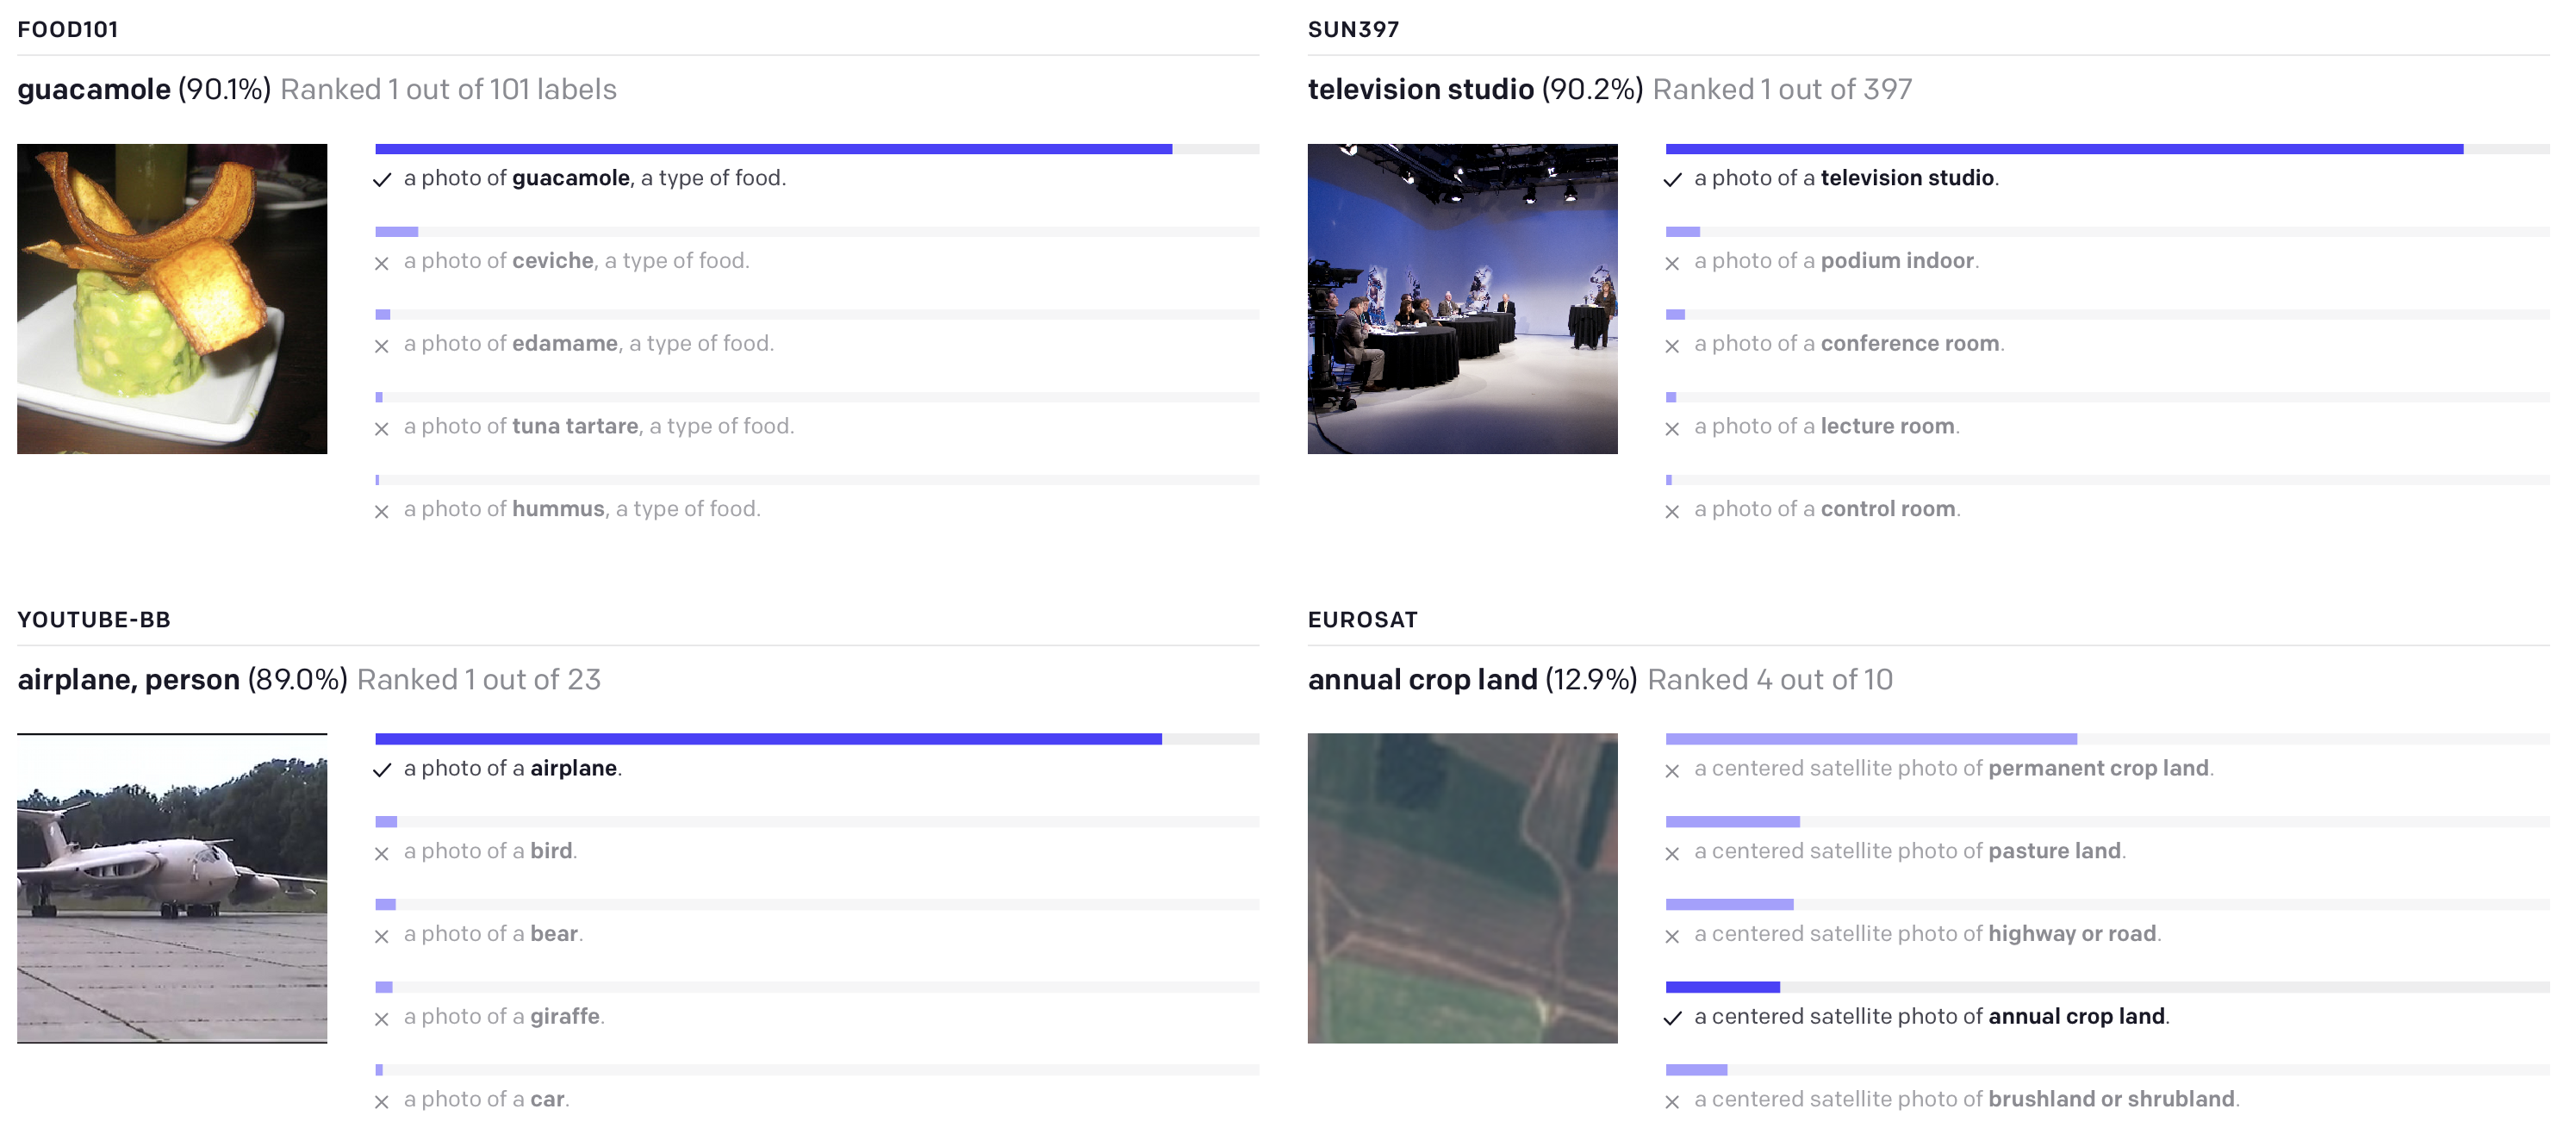 FOOD101
guacamole (90.1%) Ranked 1 out of 101 labels
a photo of guacamole, a type of food.
a photo of ceviche, a type of food.
a photo of edamame, a type of food.
a photo of tuna tartare, a type of food.
a photo of hummus, a type of food.
SUN397
television studio (90.2%) Ranked 1 out of 397
a photo of a television studio.
a photo of a podium indoor.
a photo of a conference room.
a photo of a lecture room.
a photo of a control room.
YOUTUBE-BB
airplane, person (89.0%) Ranked 1 out of 23
a photo of a airplane.
a photo of a bird.
a photo of a bear.
a photo of a giraffe.
a photo of a car.
EUROSAT
annual crop land (12.9%) Ranked 4 out of 10
a centered satellite photo of permanent crop land.
a centered satellite photo of pasture land.
a centered satellite photo of highway or road.
a centered satellite photo of annual crop land.
a centered satellite photo of brushland or shrubland.